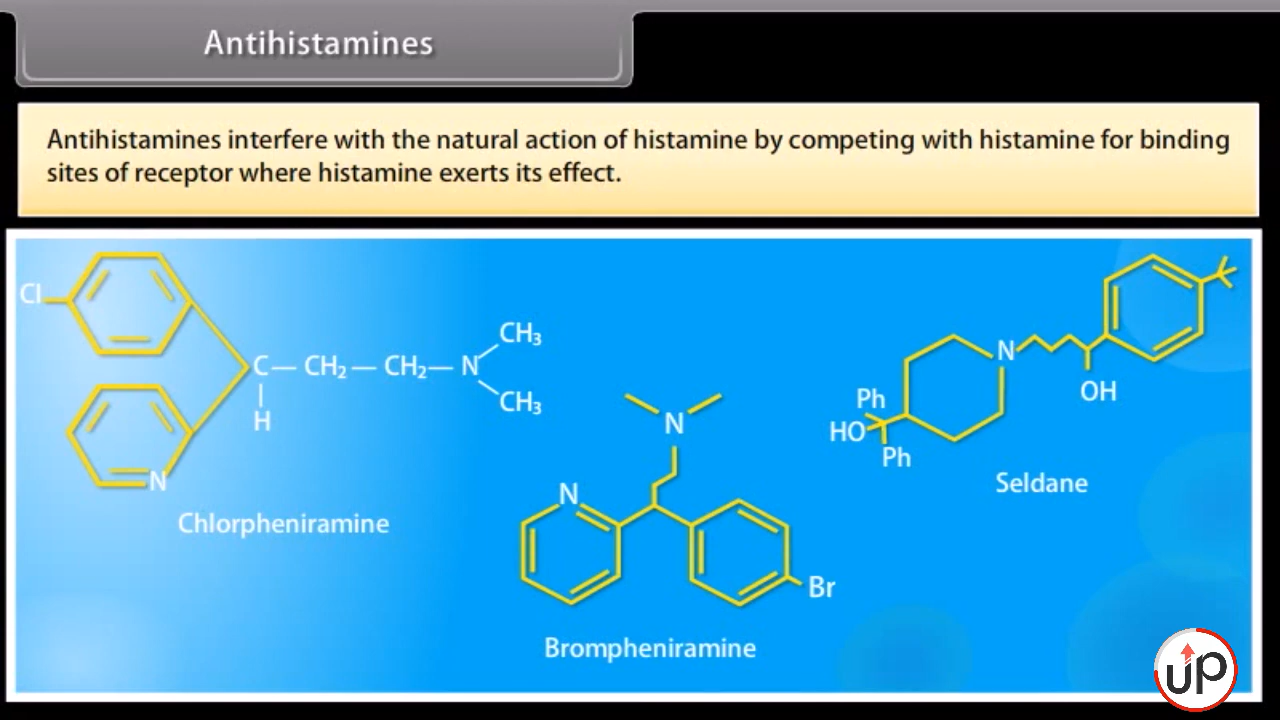 Antihistamines
Antihistamines interfere with the natural action of histamine by competing with histamine for binding
sites of receptor where histamine exerts its effect.
Cl
C — CH₂ — CH₂ — N
CH₃
CH₃
H
N
Chlorpheniramine
N
N
Br
Brompheniramine
N
OH
Ph
HO
Ph
Seldane
up